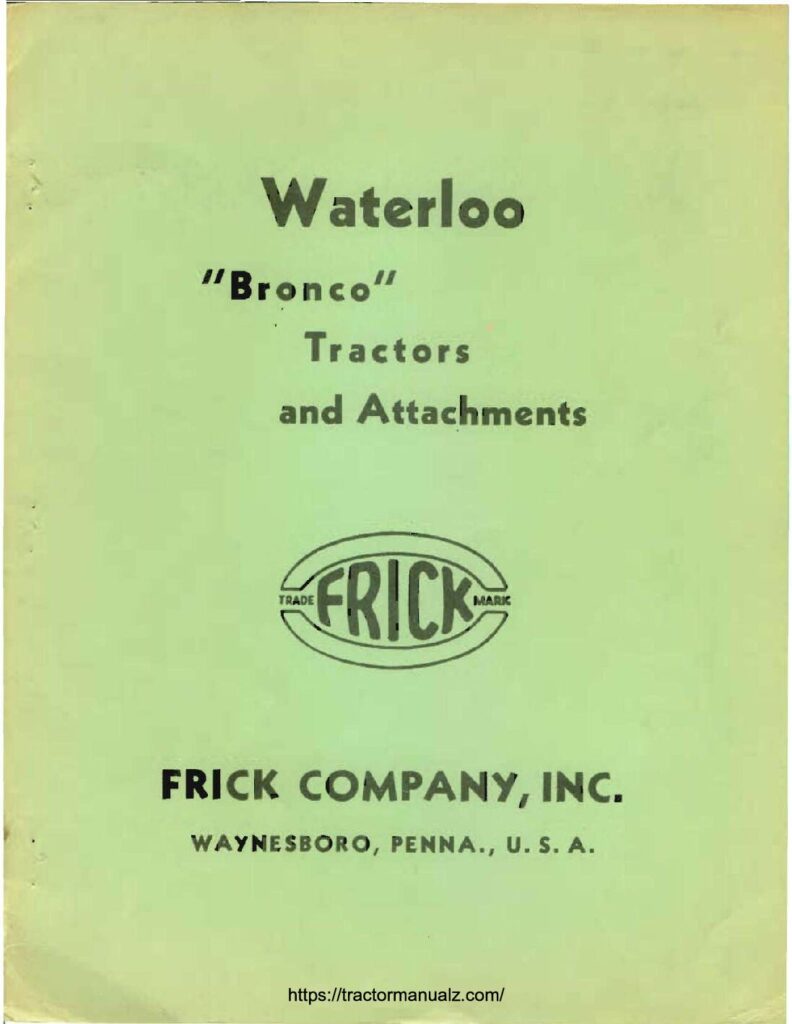 Waterloo
"Bronco"
Tractors
and Attachments
TRADE FRICK MARK
FRICK COMPANY, INC.
WAYNESBORO, PENNA., U. S. A.
https://tractormanualz.com/